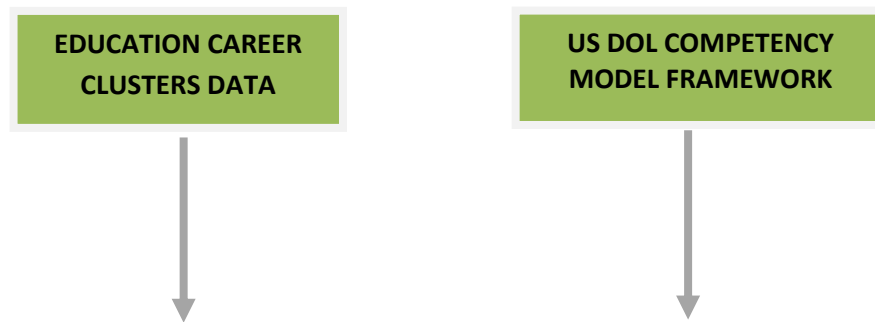 EDUCATION CAREER
CLUSTERS DATA
US DOL COMPETENCY
MODEL FRAMEWORK